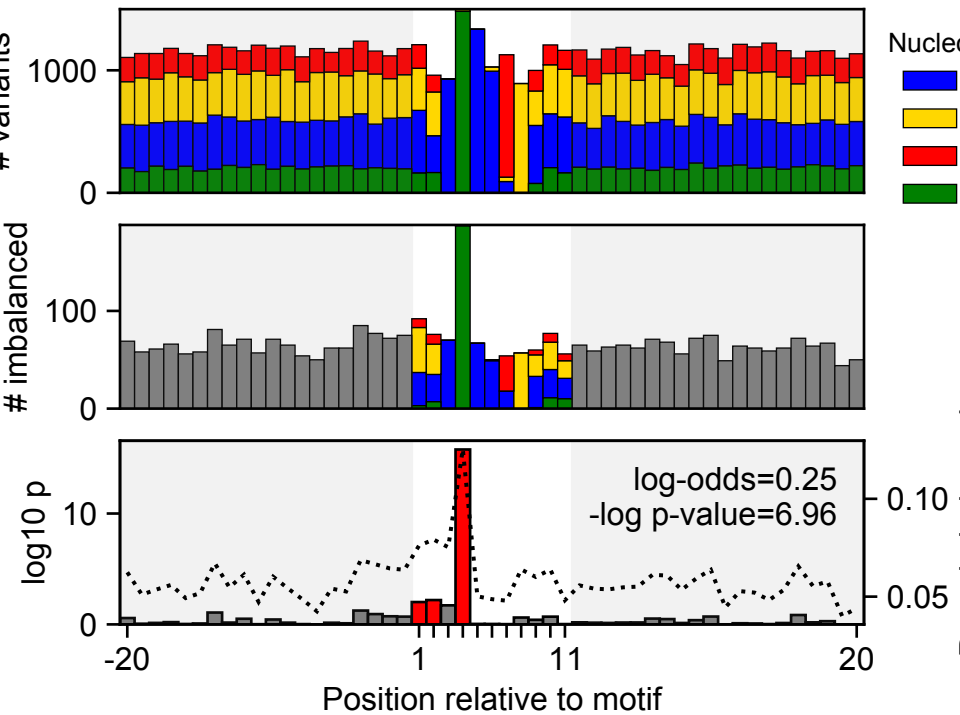 # variants
1000
0
Nucleo
# imbalanced
100
0
log10 p
10
0
log-odds=0.25
-log p-value=6.96
0.10
0.05
-20
1
11
20
Position relative to motif